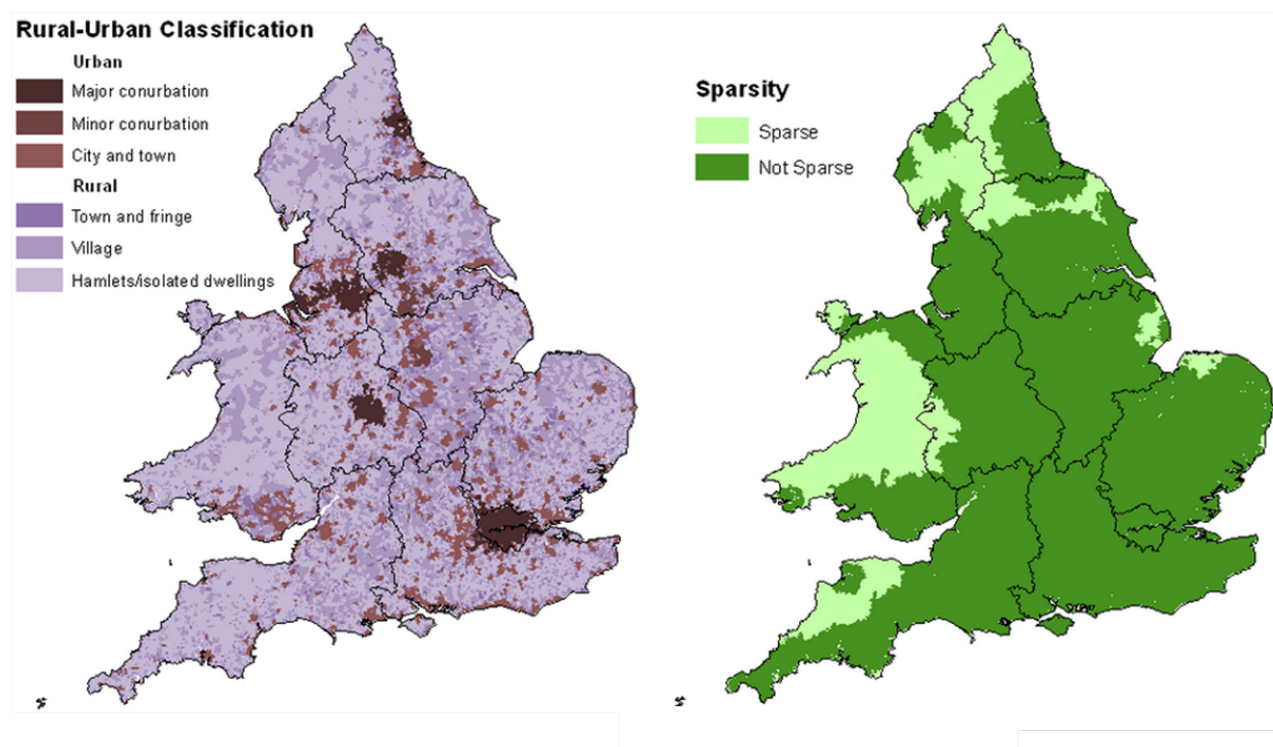 Rural-Urban Classification
Urban
Major conurbation
Minor conurbation
City and town
Rural
Town and fringe
Village
Hamlets/isolated dwellings
Sparsity
Sparse
Not Sparse